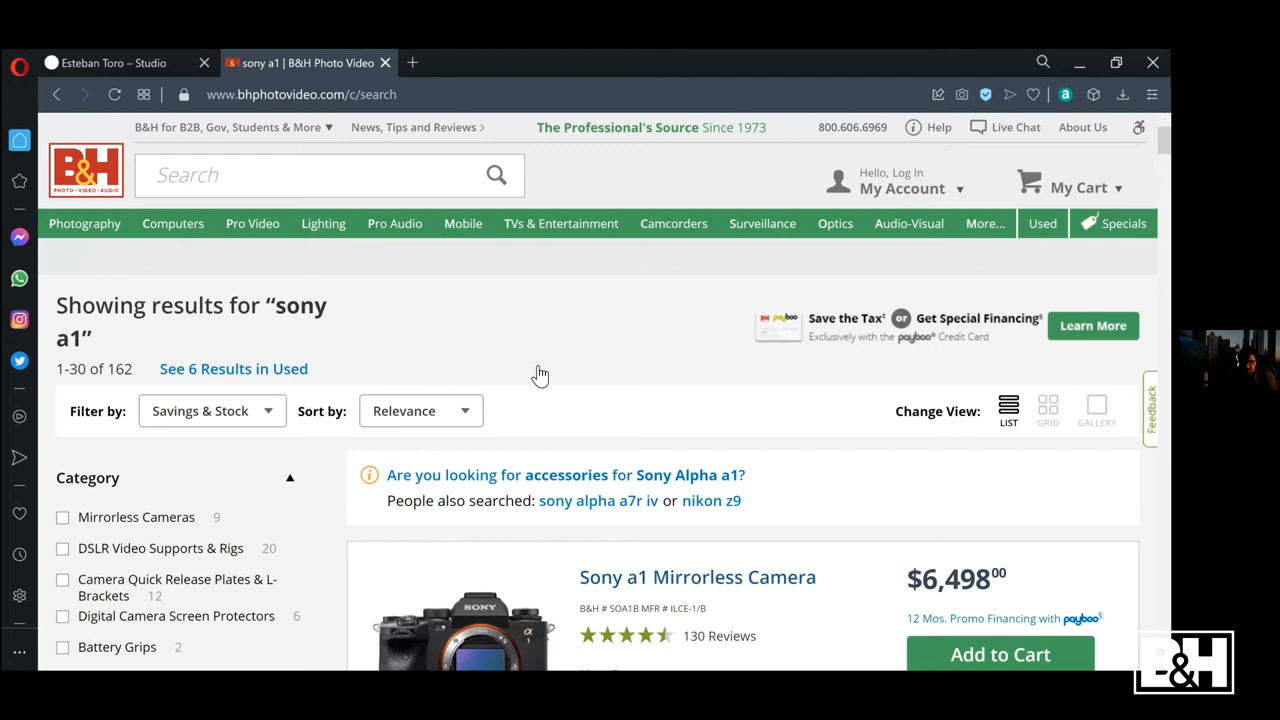 Esteban Toro – Studio
sony a1 | B&H Photo Video
www.bhphotovideo.com/c/search
B&H for B2B, Gov, Students & More
News, Tips and Reviews
The Professional's Source Since 1973
800.606.6969
Help
Live Chat
About Us
B&H
PHOTO · VIDEO · AUDIO
Search
Hello, Log In
My Account
My Cart
Photography
Computers
Pro Video
Lighting
Pro Audio
Mobile
TVs & Entertainment
Camcorders
Surveillance
Optics
Audio-Visual
More...
Used
Specials
Showing results for “sony
a1”
1-30 of 162
See 6 Results in Used
B&H payboo
Save the Tax‡ or Get Special Financing§
Exclusively with the payboo® Credit Card
Learn More
Feedback
Filter by:
Savings & Stock
Sort by:
Relevance
Change View:
LIST
GRID
GALLERY
Category
Mirrorless Cameras 9
DSLR Video Supports & Rigs 20
Camera Quick Release Plates & L-
Brackets 12
Digital Camera Screen Protectors 6
Battery Grips 2
Are you looking for accessories for Sony Alpha a1?
People also searched: sony alpha a7r iv or nikon z9
SONY
α
1
Sony a1 Mirrorless Camera
B&H # SOA1B MFR # ILCE-1/B
136 Reviews
$6,498.00
12 Mos. Promo Financing with payboo§
Add to Cart
B&H